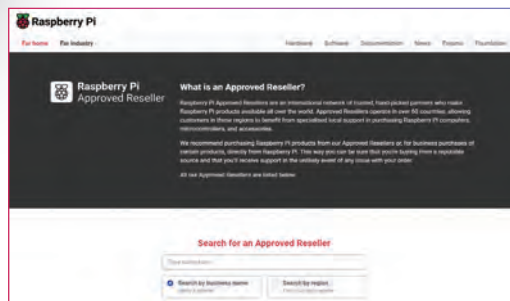 Raspberry Pi
For home For industry Hardware Software Documentation News Forums Foundation
Raspberry Pi
Approved Reseller
What is an Approved Reseller?
Raspberry Pi Approved Resellers are an international network of trusted, hand-picked partners who make
Raspberry Pi products available all over the world. Approved Resellers operate in over 60 countries, allowing
customers in those regions to benefit from specialised local support in purchasing Raspberry Pi computers,
microcontrollers, and accessories.
We recommend purchasing Raspberry Pi products from our Approved Resellers or, for business purchases of
certain products, directly from Raspberry Pi. This way you can be sure that you're buying from a reputable
source and that you'll receive support in the unlikely event of any issue with your order.
All our Approved Resellers are listed below.
Search for an Approved Reseller
Search by business name Search by region